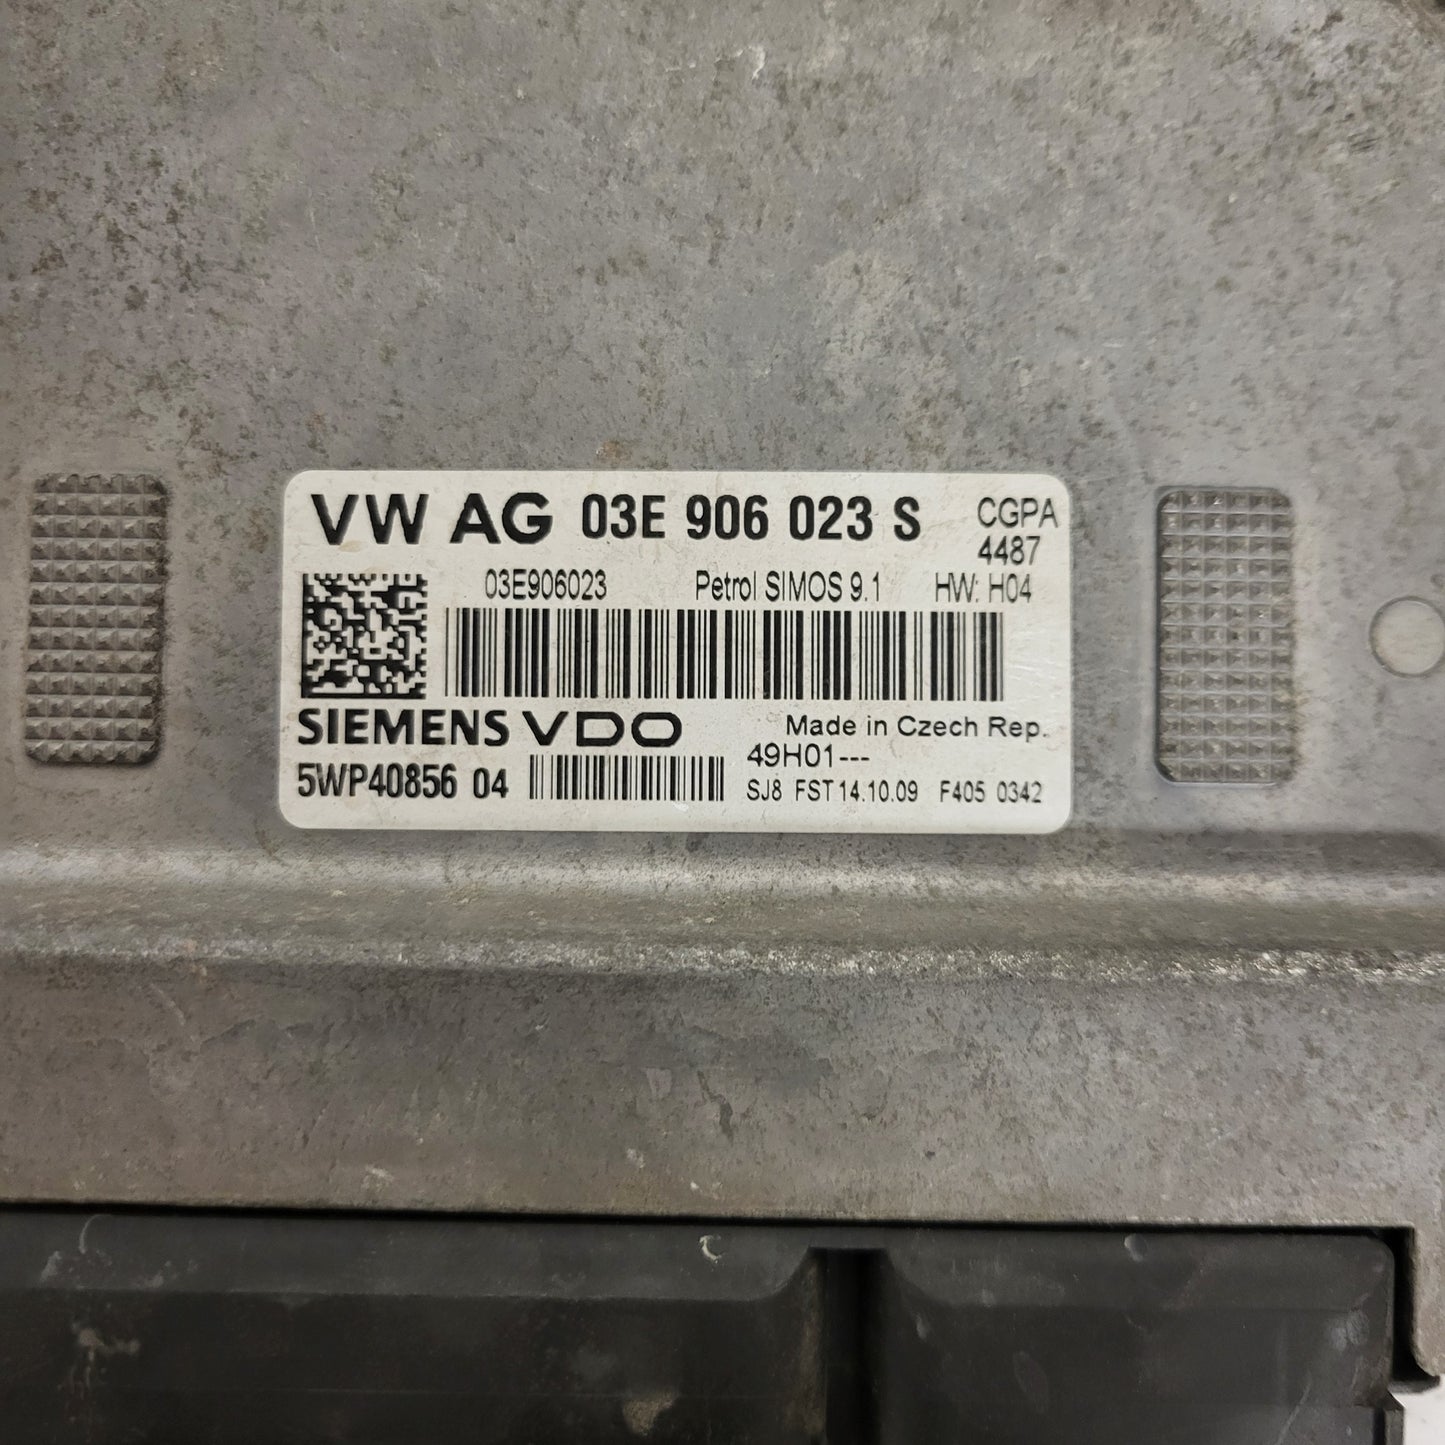 VW AG 03E 906 023 S CGPA
4487
03E906023 Petrol SIMOS 9.1 HW: H04
SIEMENS VDO Made in Czech Rep.
49H01---
5WP40856 04 SJ8 FST 14.10.09 F405 0342